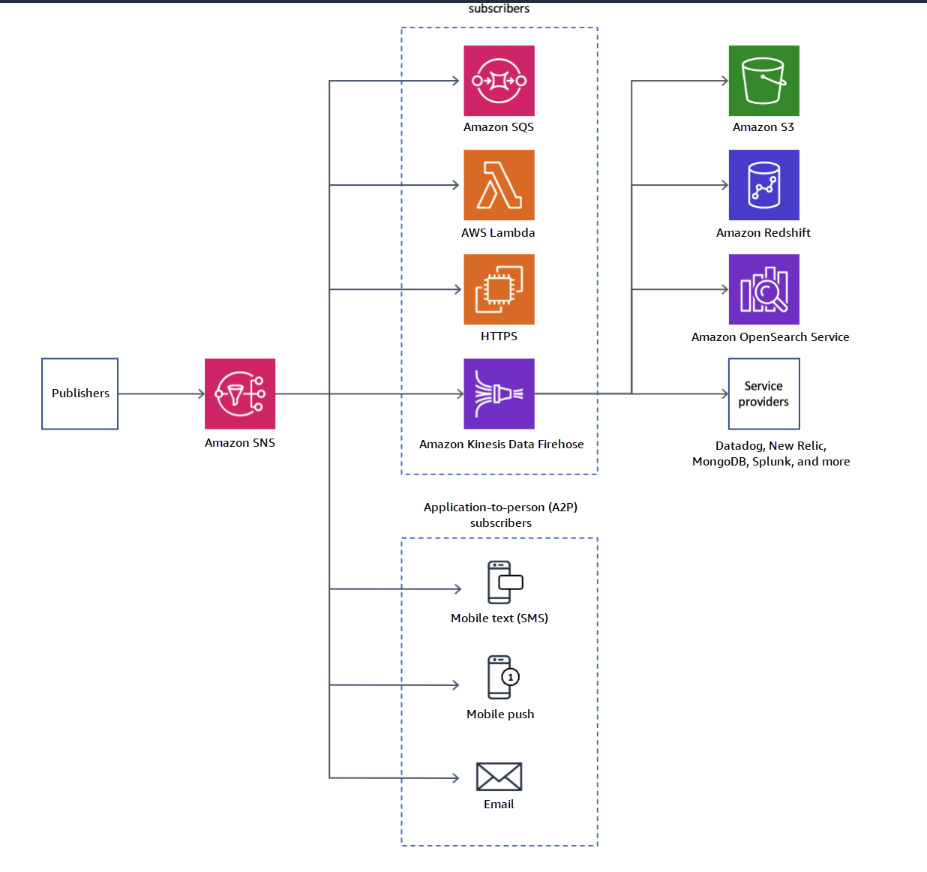 subscribers
Amazon SQS
Amazon S3
AWS Lambda
Amazon Redshift
HTTPS
Amazon OpenSearch Service
Publishers
Amazon SNS
Amazon Kinesis Data Firehose
Service
providers
Datadog, New Relic,
MongoDB, Splunk, and more
Application-to-person (A2P)
subscribers
Mobile text (SMS)
1
Mobile push
Email